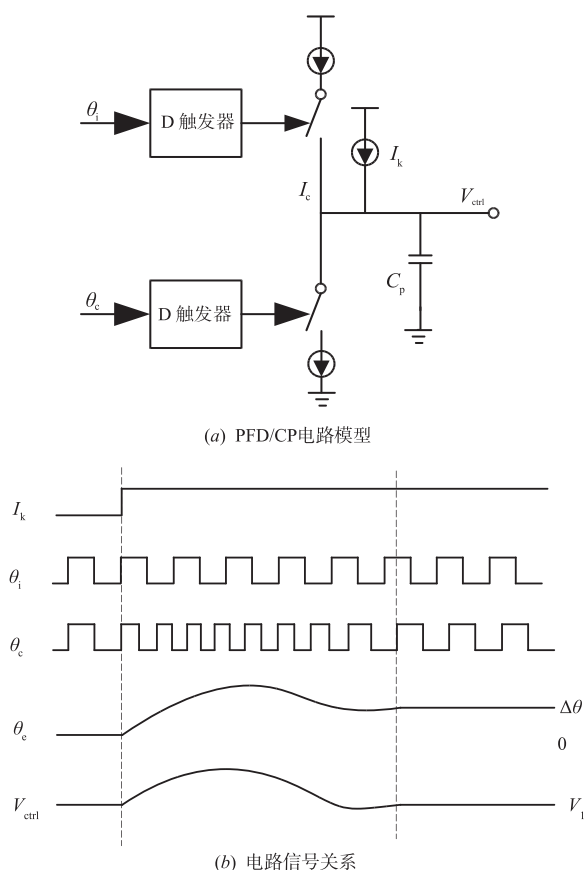 θi
D 触发器
Ik
Ic
Vctrl
θc
D 触发器
Cp
(a) PFD/CP电路模型
Ik
θi
θc
θe
Δθ
0
Vctrl
V1
(b) 电路信号关系